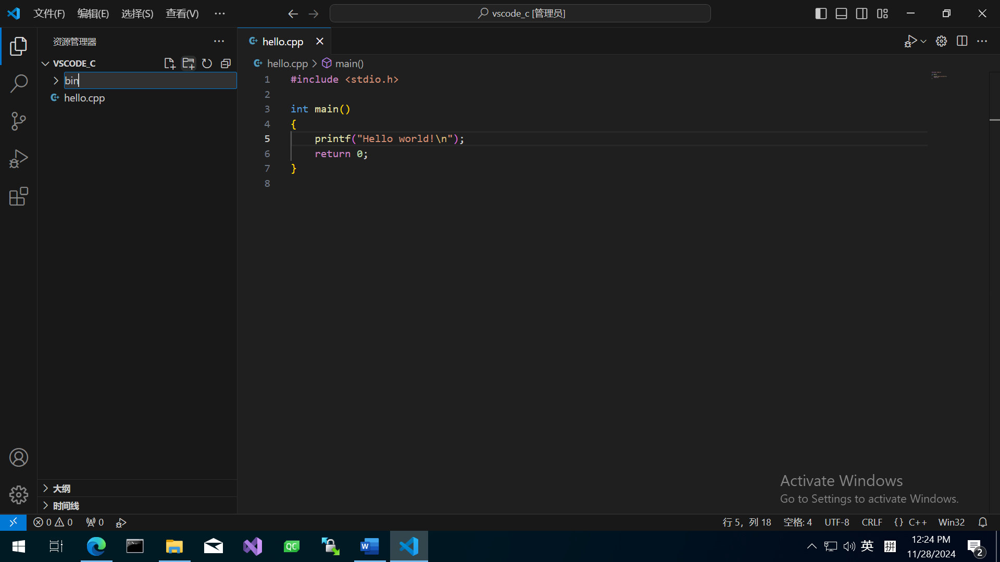 文件(F) 编辑(E) 选择(S) 查看(V) ··· vscode_c [管理员]
资源管理器
VSCODE_C
bin
hello.cpp
hello.cpp
hello.cpp > main()
1 #include <stdio.h>
2
3 int main()
4 {
5 printf("Hello world!\n");
6 return 0;
7 }
8
大纲
时间线
Activate Windows
Go to Settings to activate Windows.
0 0 0 行 5，列 18 空格: 4 UTF-8 CRLF {} C++ Win32
QC W 英 拼 12:24 PM
11/28/2024 2